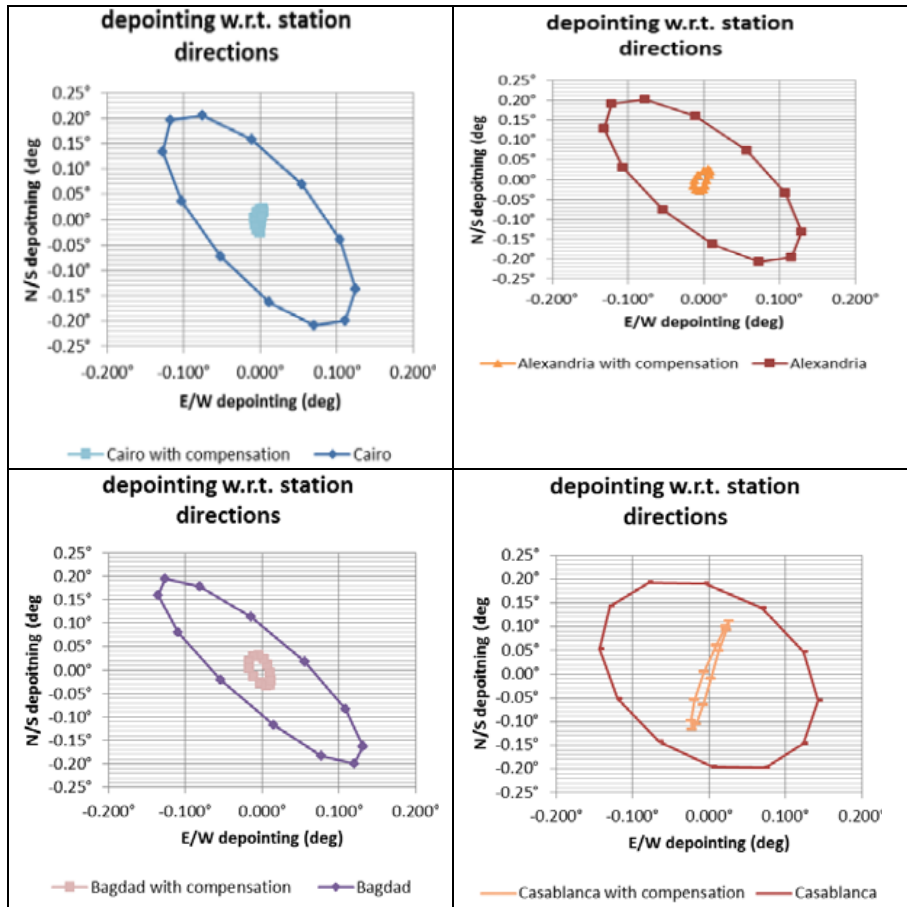 depointing w.r.t. station
directions
N/S depoitning (deg
0.25°
0.20°
0.15°
0.10°
0.05°
0.00°
-0.05°
-0.10°
-0.15°
-0.20°
-0.25°
-0.200° -0.100° 0.000° 0.100° 0.200°
E/W depointing (deg)
Cairo with compensation Cairo
depointing w.r.t. station
directions
N/S depoitning (deg
0.25°
0.20°
0.15°
0.10°
0.05°
0.00°
-0.05°
-0.10°
-0.15°
-0.20°
-0.25°
-0.200° -0.100° 0.000° 0.100° 0.200°
E/W depointing (deg)
Alexandria with compensation Alexandria
depointing w.r.t. station
directions
N/S depoitning (deg
0.25°
0.20°
0.15°
0.10°
0.05°
0.00°
-0.05°
-0.10°
-0.15°
-0.20°
-0.25°
-0.200° -0.100° 0.000° 0.100° 0.200°
E/W depointing (deg)
Bagdad with compensation Bagdad
depointing w.r.t. station
directions
N/S depoitning (deg
0.25°
0.20°
0.15°
0.10°
0.05°
0.00°
-0.05°
-0.10°
-0.15°
-0.20°
-0.25°
-0.200° -0.100° 0.000° 0.100° 0.200°
E/W depointing (deg)
Casablanca with compensation Casablanca